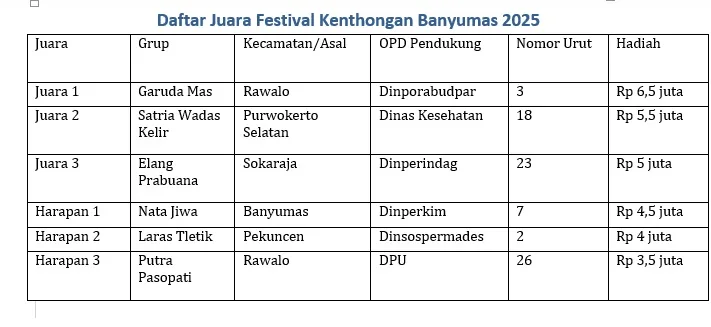 Daftar Juara Festival Kenthongan Banyumas 2025
Juara Grup Kecamatan/Asal OPD Pendukung Nomor Urut Hadiah
Juara 1 Garuda Mas Rawalo Dinporabudpar 3 Rp 6,5 juta
Juara 2 Satria Wadas Purwokerto Dinas Kesehatan 18 Rp 5,5 juta
Kelir Selatan
Juara 3 Elang Sokaraja Dinperindag 23 Rp 5 juta
Prabuana
Harapan 1 Nata Jiwa Banyumas Dinperkim 7 Rp 4,5 juta
Harapan 2 Laras Tletik Pekuncen Dinsospermades 2 Rp 4 juta
Harapan 3 Putra Rawalo DPU 26 Rp 3,5 juta
Pasopati